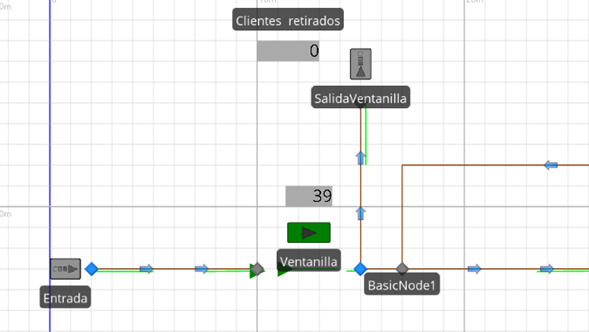 Clientes retirados
0
SalidaVentanilla
39
Ventanilla
Entrada
BasicNode1